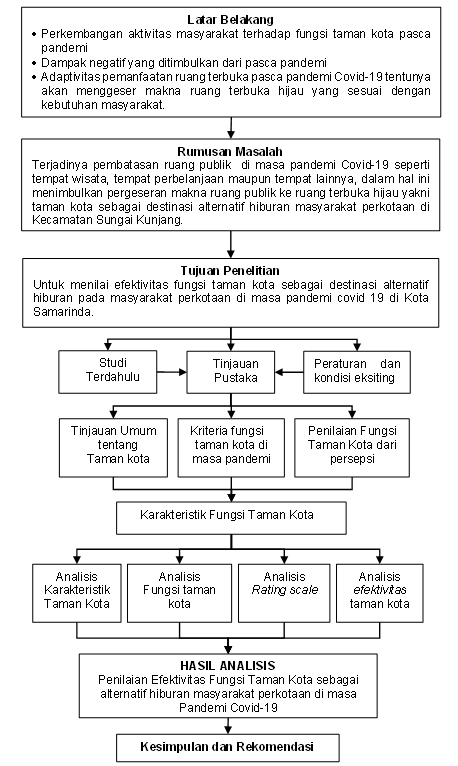 Latar Belakang
• Perkembangan aktivitas masyarakat terhadap fungsi taman kota pasca
pandemi
• Dampak negatif yang ditimbulkan dari pasca pandemi
• Adaptivitas pemanfaatan ruang terbuka pasca pandemi Covid-19 tentunya
akan menggeser makna ruang terbuka hijau yang sesuai dengan
kebutuhan masyarakat.
Rumusan Masalah
Terjadinya pembatasan ruang publik di masa pandemi Covid-19 seperti
tempat wisata, tempat perbelanjaan maupun tempat lainnya, dalam hal ini
menimbulkan pergeseran makna ruang publik ke ruang terbuka hijau yakni
taman kota sebagai destinasi alternatif hiburan masyarakat perkotaan di
Kecamatan Sungai Kunjang.
Tujuan Penelitian
Untuk menilai efektivitas fungsi taman kota sebagai destinasi alternatif
hiburan pada masyarakat perkotaan di masa pandemi covid 19 di Kota
Samarinda.
Studi
Terdahulu
Tinjauan
Pustaka
Peraturan dan
kondisi eksiting
Tinjauan Umum
tentang
Taman kota
Kriteria fungsi
taman kota di
masa pandemi
Penilaian Fungsi
Taman Kota dari
persepsi
Karakteristik Fungsi Taman Kota
Analisis
Karakteristik
Taman Kota
Analisis
Fungsi taman
kota
Analisis
Rating scale
Analisis
efektivitas
taman kota
HASIL ANALISIS
Penilaian Efektivitas Fungsi Taman Kota sebagai
alternatif hiburan masyarakat perkotaan di masa
Pandemi Covid-19
Kesimpulan dan Rekomendasi